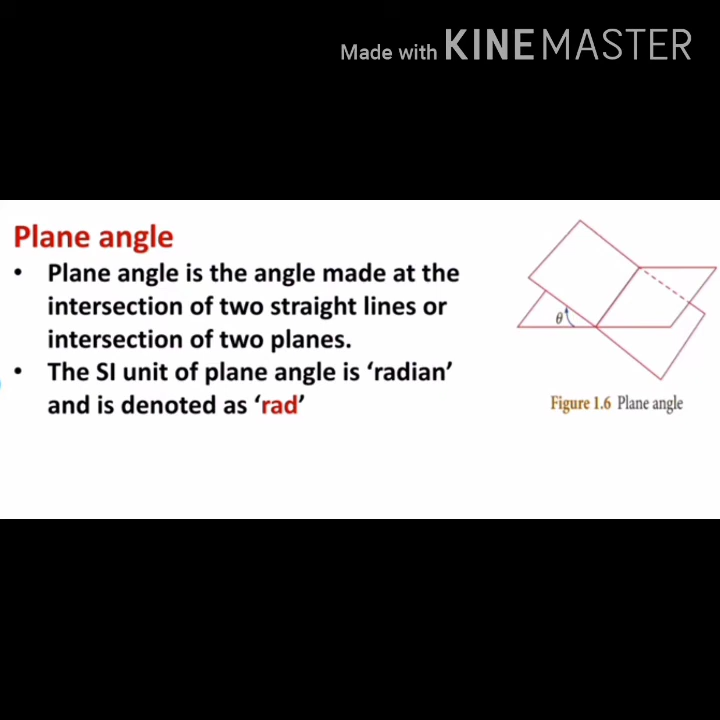 Made with KINEMASTER
Plane angle
• Plane angle is the angle made at the
intersection of two straight lines or
intersection of two planes.
• The SI unit of plane angle is ‘radian’
and is denoted as ‘rad’
θ
Figure 1.6 Plane angle